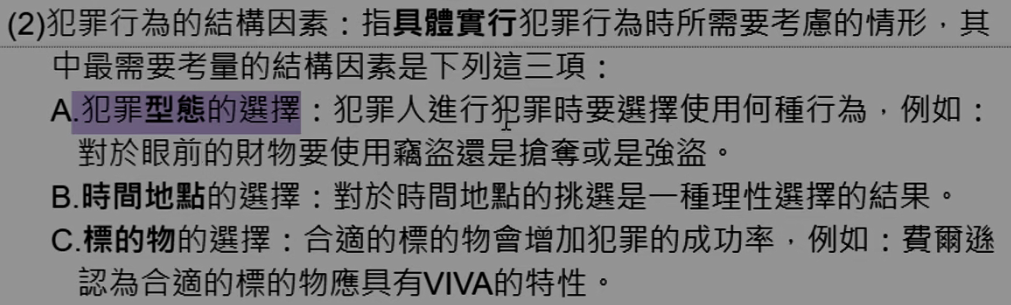 (2)犯罪行為的結構因素：指具體實行犯罪行為時所需要考慮的情形，其
中最需要考量的結構因素是下列這三項：
A.犯罪型態的選擇：犯罪人進行犯罪時要選擇使用何種行為，例如：
對於眼前的財物要使用竊盜還是搶奪或是強盜。
B.時間地點的選擇：對於時間地點的挑選是一種理性選擇的結果。
C.標的物的選擇：合適的標的物會增加犯罪的成功率，例如：費爾遜
認為合適的標的物應具有VIVA的特性。